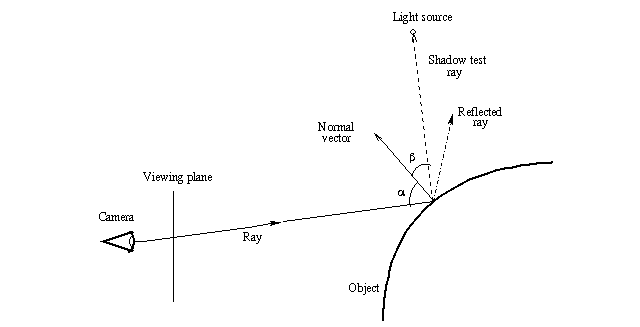 Light source
Shadow test
ray
Reflected
ray
Normal
vector
β
α
Viewing plane
Camera
Ray
Object